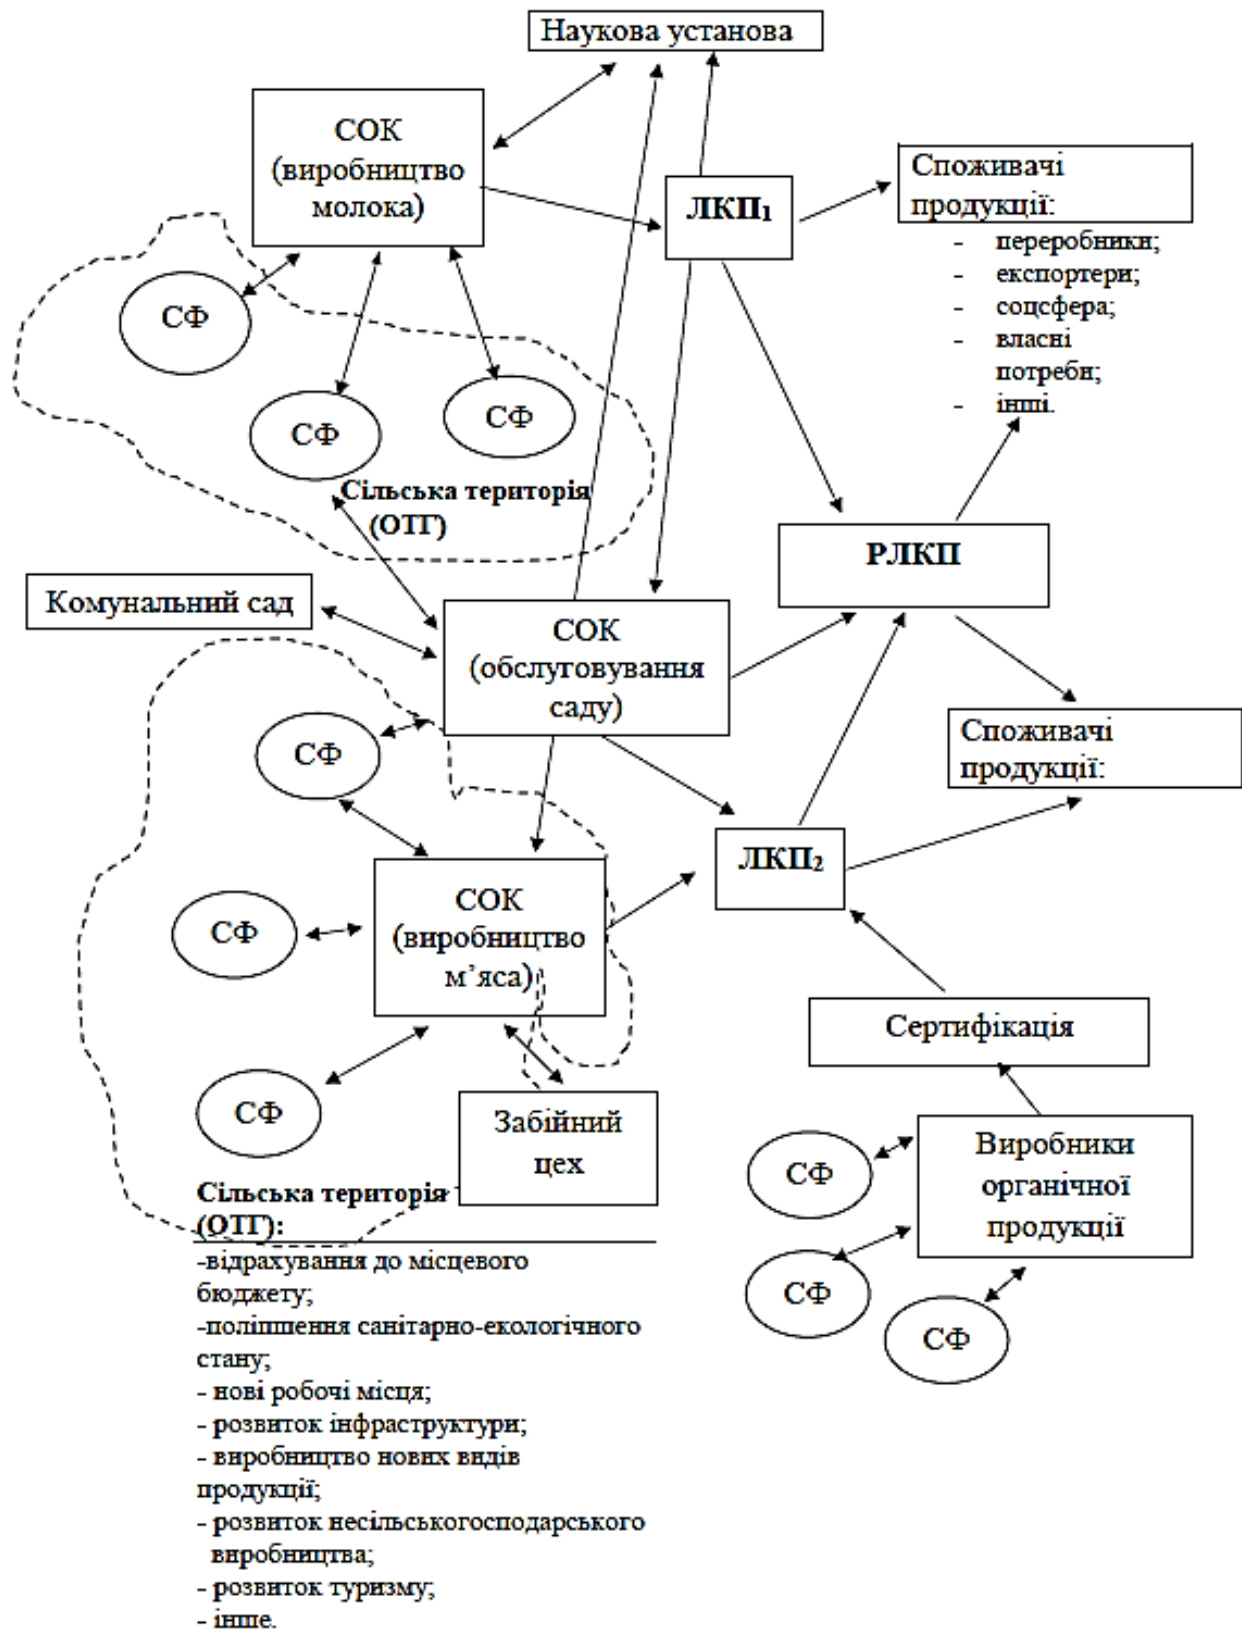 Наукова установа
СОК
(виробництво
молока)
ЛКП₁
Споживачі
продукції:
- переробники;
- експортери;
- соцсфера;
- власні
потреби;
- інші.
СФ
СФ
СФ
Сільська територія
(ОТГ)
РЛКП
Комунальний сад
СОК
(обслуговування
саду)
Споживачі
продукції:
СФ
ЛКП₂
СОК
(виробництво
м’яса)
СФ
Сертифікація
СФ
Забійний
цех
Виробники
органічної
продукції
СФ
СФ
СФ
Сільська територія
(ОТГ):
-відрахування до місцевого
бюджету;
-поліпшення санітарно-екологічного
стану;
- нові робочі місця;
- розвиток інфраструктури;
- виробництво нових видів
продукції;
- розвиток несільськогосподарського
виробництва;
- розвиток туризму;
- інше.